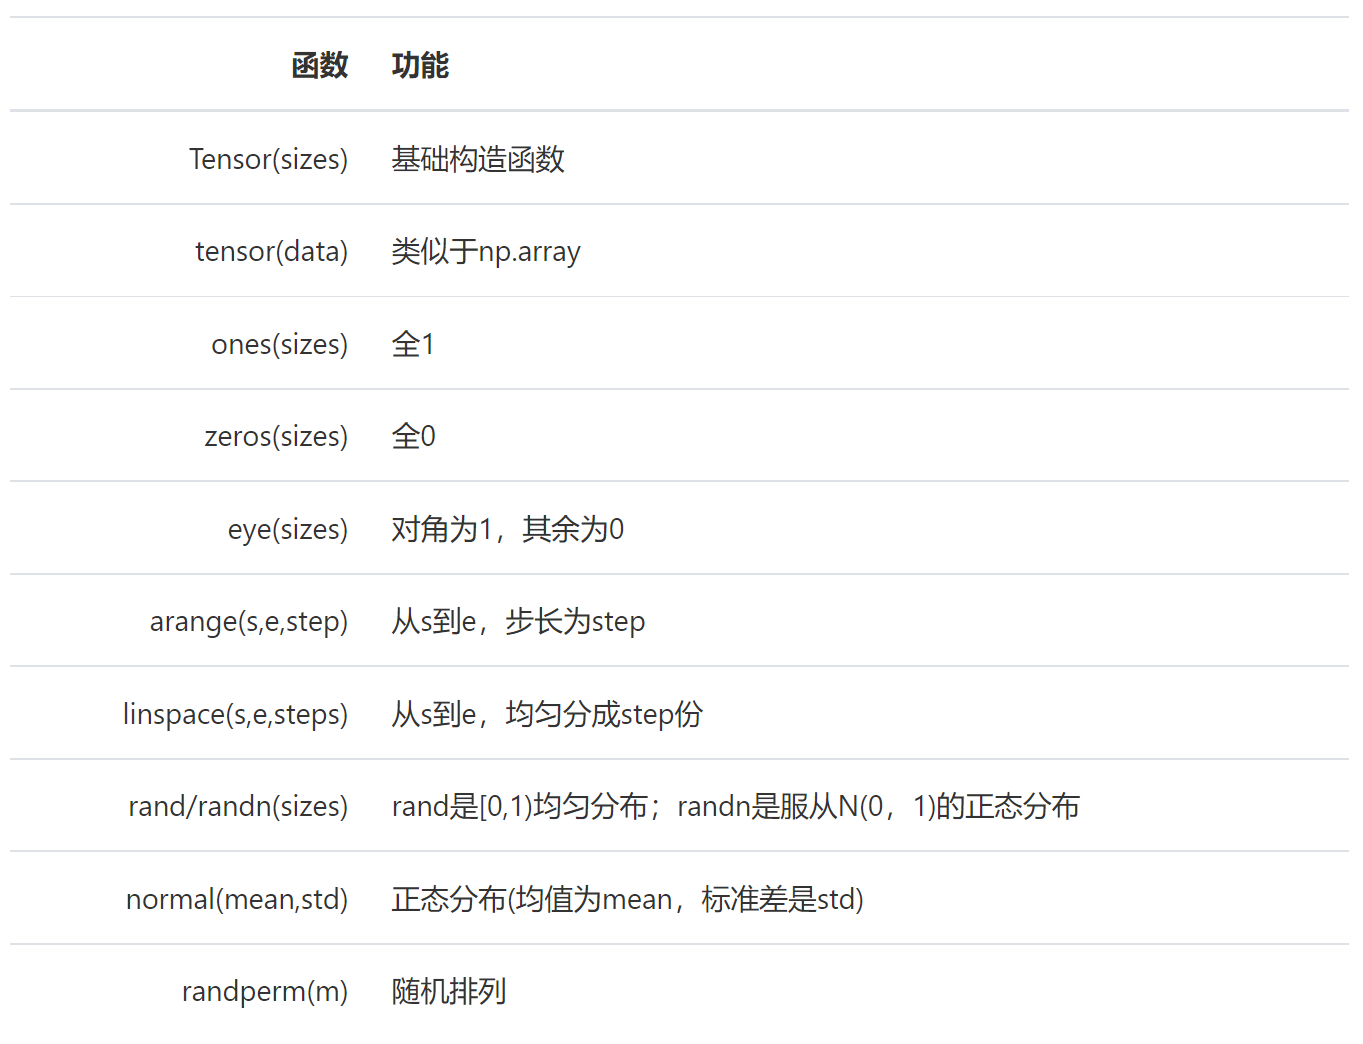 函数 功能
Tensor(sizes) 基础构造函数
tensor(data) 类似于np.array
ones(sizes) 全1
zeros(sizes) 全0
eye(sizes) 对角为1，其余为0
arange(s,e,step) 从s到e，步长为step
linspace(s,e,steps) 从s到e，均匀分成step份
rand/randn(sizes) rand是[0,1)均匀分布；randn是服从N(0，1)的正态分布
normal(mean,std) 正态分布(均值为mean，标准差是std)
randperm(m) 随机排列